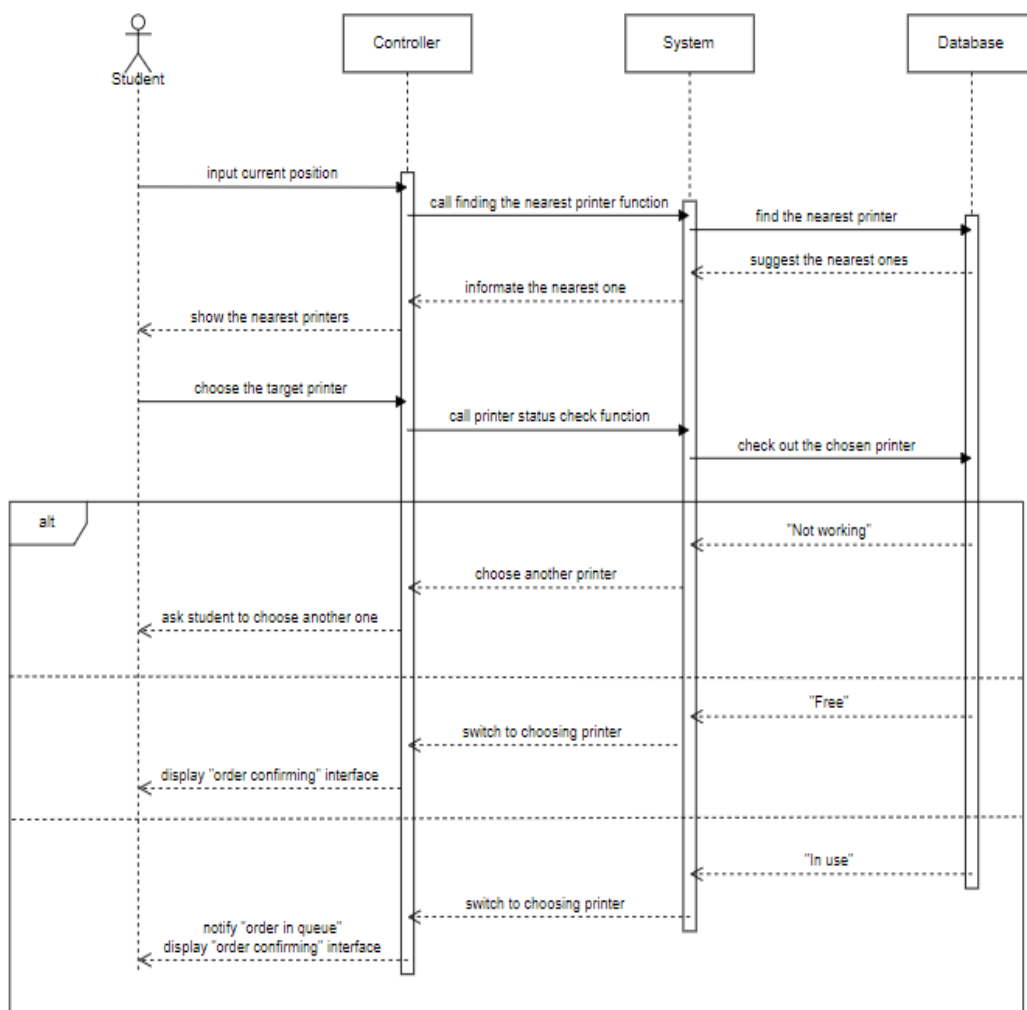 Student
Controller
System
Database
input current position
call finding the nearest printer function
find the nearest printer
suggest the nearest ones
informate the nearest one
show the nearest printers
choose the target printer
call printer status check function
check out the chosen printer
alt
"Not working"
choose another printer
ask student to choose another one
"Free"
switch to choosing printer
display "order confirming" interface
"In use"
switch to choosing printer
notify "order in queue"
display "order confirming" interface